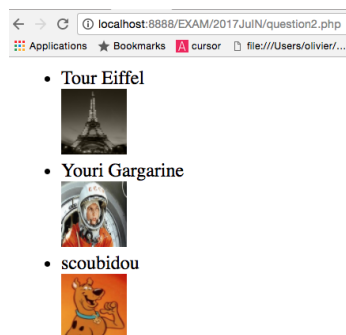 localhost:8888/EXAM/2017JuIN/question2.php
Applications Bookmarks cursor file:///Users/olivier/...
Tour Eiffel
Youri Gargarine
scoubidou